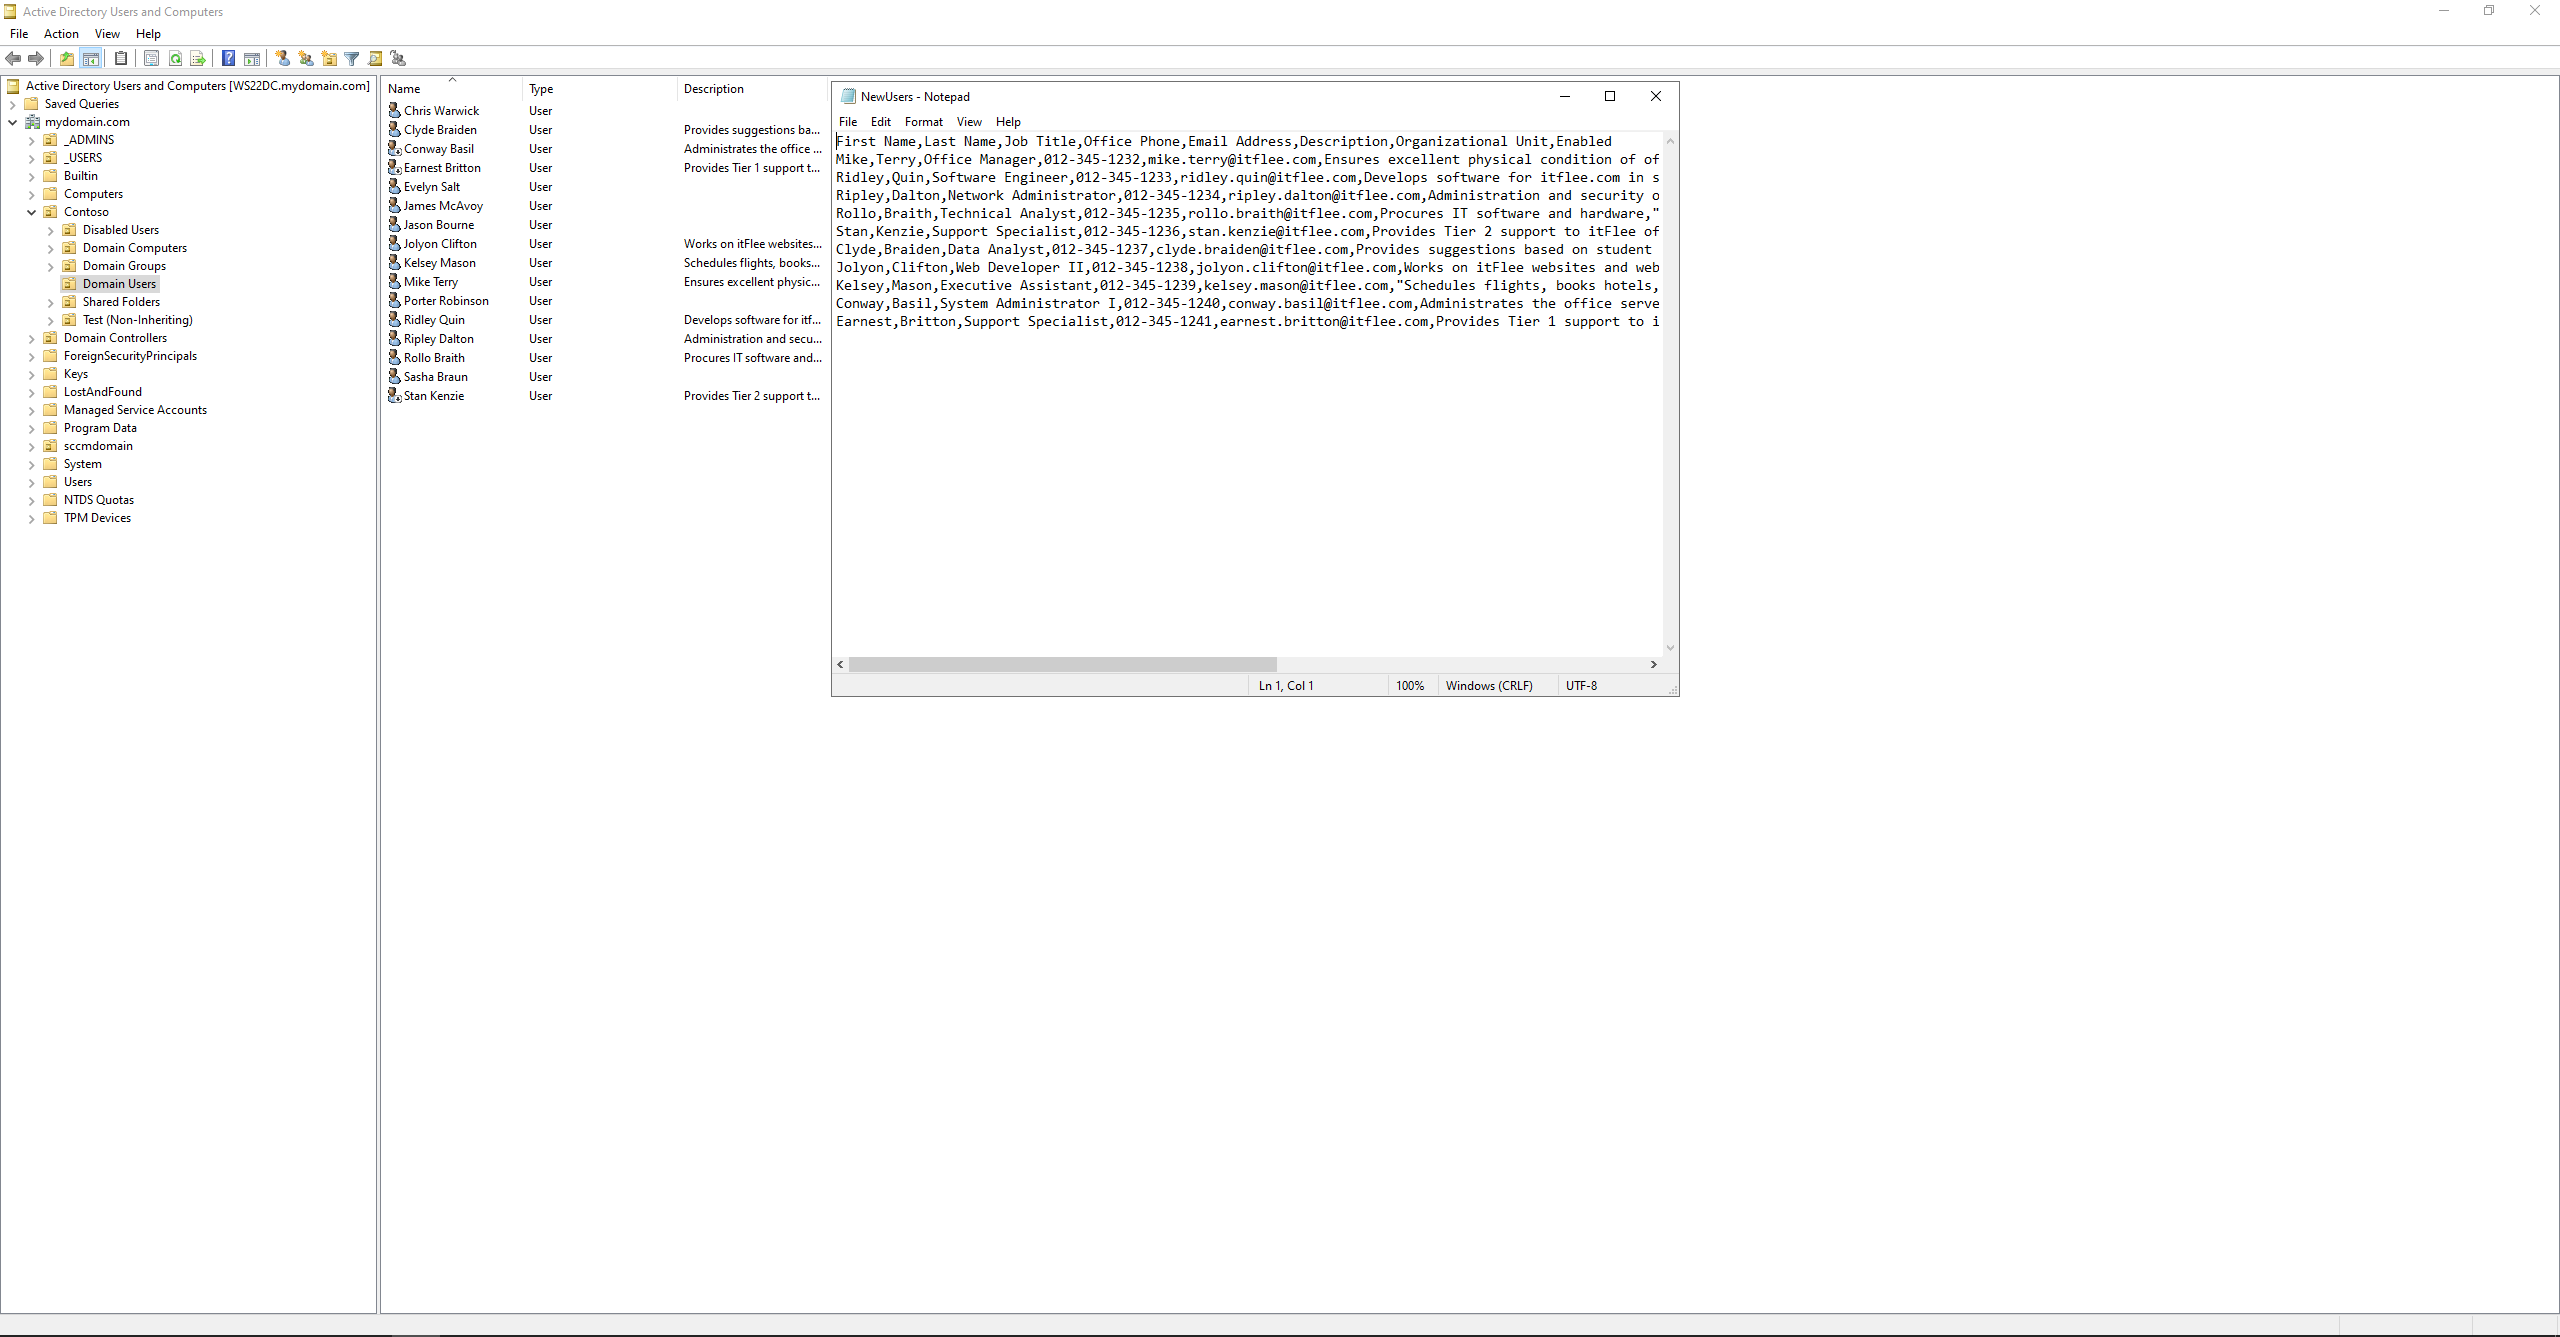 Active Directory Users and Computers
File Action View Help
Active Directory Users and Computers [WS22DC.mydomain.com]
Saved Queries
mydomain.com
_ADMINS
_USERS
Builtin
Computers
Contoso
Disabled Users
Domain Computers
Domain Groups
Domain Users
Shared Folders
Test (Non-Inheriting)
Domain Controllers
ForeignSecurityPrincipals
Keys
LostAndFound
Managed Service Accounts
Program Data
sccmdomain
System
Users
NTDS Quotas
TPM Devices
Name Type Description
Chris Warwick User
Clyde Braiden User Provides suggestions ba...
Conway Basil User Administrates the office ...
Earnest Britton User Provides Tier 1 support t...
Evelyn Salt User
James McAvoy User
Jason Bourne User
Jolyon Clifton User Works on itFlee websites...
Kelsey Mason User Schedules flights, books...
Mike Terry User Ensures excellent physic...
Porter Robinson User
Ridley Quin User Develops software for itf...
Ripley Dalton User Administration and secu...
Rollo Braith User Procures IT software and...
Sasha Braun User
Stan Kenzie User Provides Tier 2 support t...
NewUsers - Notepad
File Edit Format View Help
First Name,Last Name,Job Title,Office Phone,Email Address,Description,Organizational Unit,Enabled
Mike,Terry,Office Manager,012-345-1232,mike.terry@itflee.com,Ensures excellent physical condition of of
Ridley,Quin,Software Engineer,012-345-1233,ridley.quin@itflee.com,Develops software for itflee.com in s
Ripley,Dalton,Network Administrator,012-345-1234,ripley.dalton@itflee.com,Administration and security o
Rollo,Braith,Technical Analyst,012-345-1235,rollo.braith@itflee.com,Procures IT software and hardware,"
Stan,Kenzie,Support Specialist,012-345-1236,stan.kenzie@itflee.com,Provides Tier 2 support to itFlee of
Clyde,Braiden,Data Analyst,012-345-1237,clyde.braiden@itflee.com,Provides suggestions based on student
Jolyon,Clifton,Web Developer II,012-345-1238,jolyon.clifton@itflee.com,Works on itFlee websites and web
Kelsey,Mason,Executive Assistant,012-345-1239,kelsey.mason@itflee.com,"Schedules flights, books hotels,
Conway,Basil,System Administrator I,012-345-1240,conway.basil@itflee.com,Administrates the office serve
Earnest,Britton,Support Specialist,012-345-1241,earnest.britton@itflee.com,Provides Tier 1 support to i
Ln 1, Col 1 100% Windows (CRLF) UTF-8